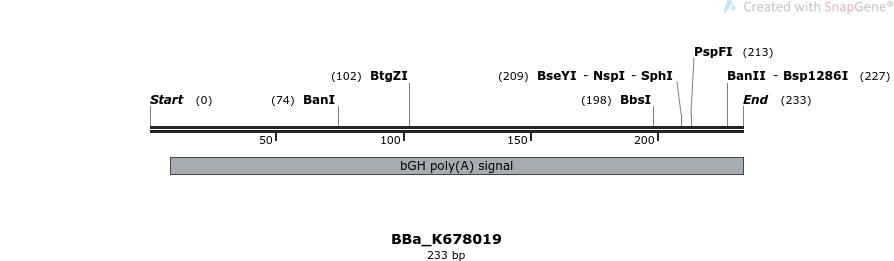 Created with SnapGene®
PspFI (213)
(102) BtgZI (209) BseYI - NspI - SphI BanII - Bsp1286I (227)
Start (0) (74) BanI (198) BbsI End (233)
50 100 150 200
bGH poly(A) signal
BBa_K678019
233 bp